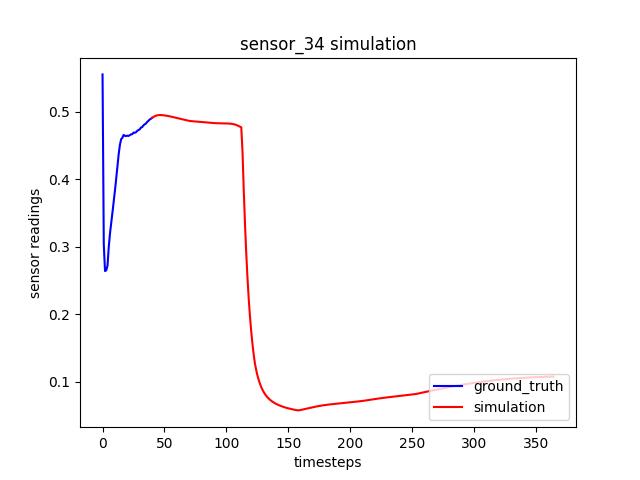 sensor_34 simulation
sensor readings
0.5
0.4
0.3
0.2
0.1
0 50 100 150 200 250 300 350
timesteps
ground_truth
simulation